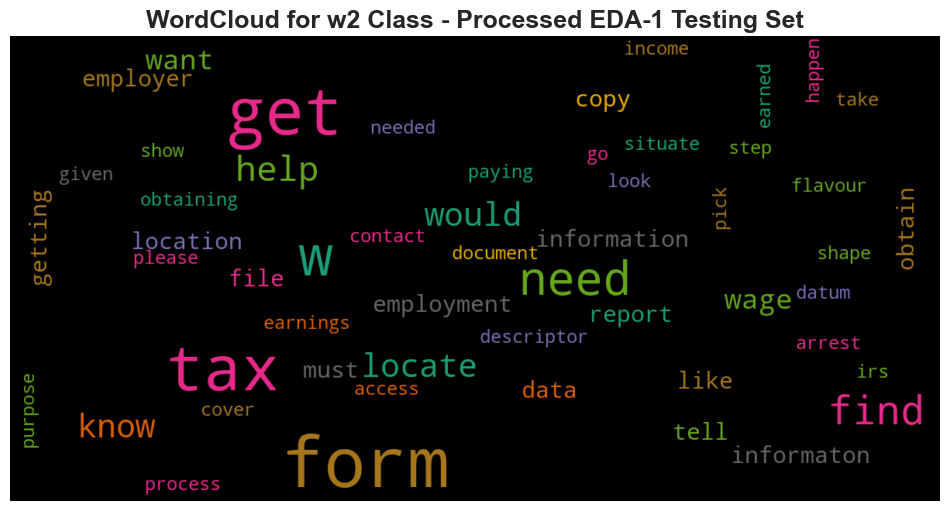 WordCloud for w2 Class - Processed EDA-1 Testing Set
income
happen
want
employer
earned
copy
take
get
needed
show
situate
step
go
help
given
paying
look
flavour
obtaining
pick
getting
would
obtain
location
contact
information
w
please
document
shape
file
need
datum
employment
wage
report
earnings
descriptor
arrest
tax
must
locate
irs
access
data
like
purpose
cover
find
know
tell
form
informaton
process